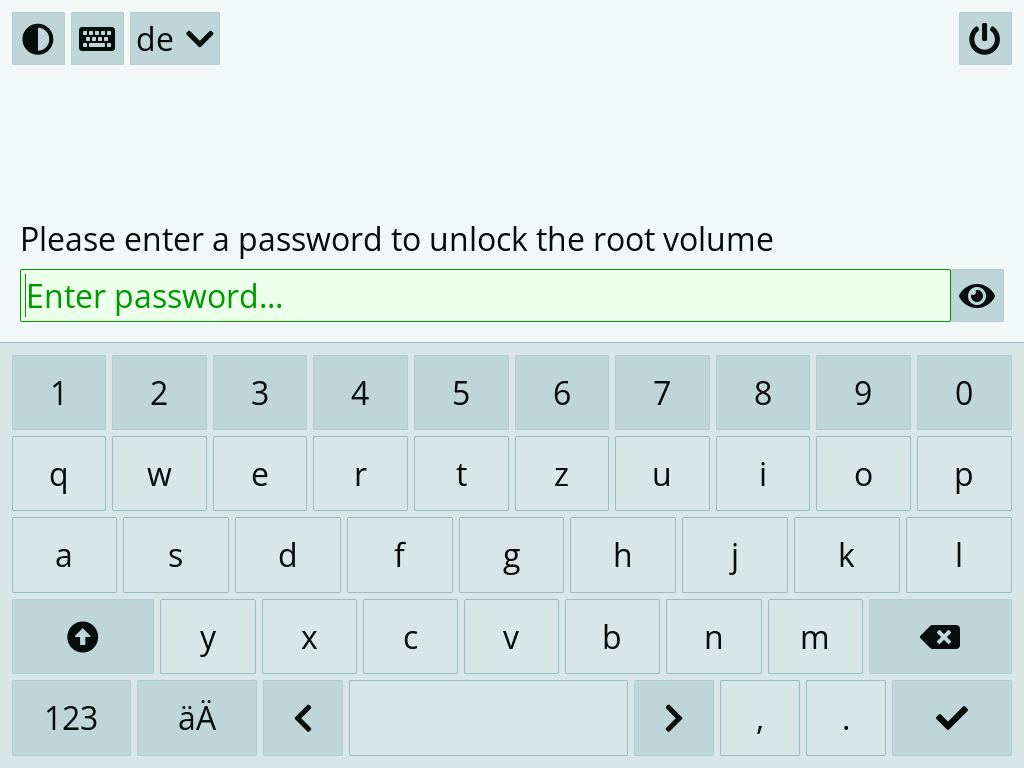 de
Please enter a password to unlock the root volume
Enter password...
1 2 3 4 5 6 7 8 9 0
q w e r t z u i o p
a s d f g h j k l
y x c v b n m
123 äÄ , .